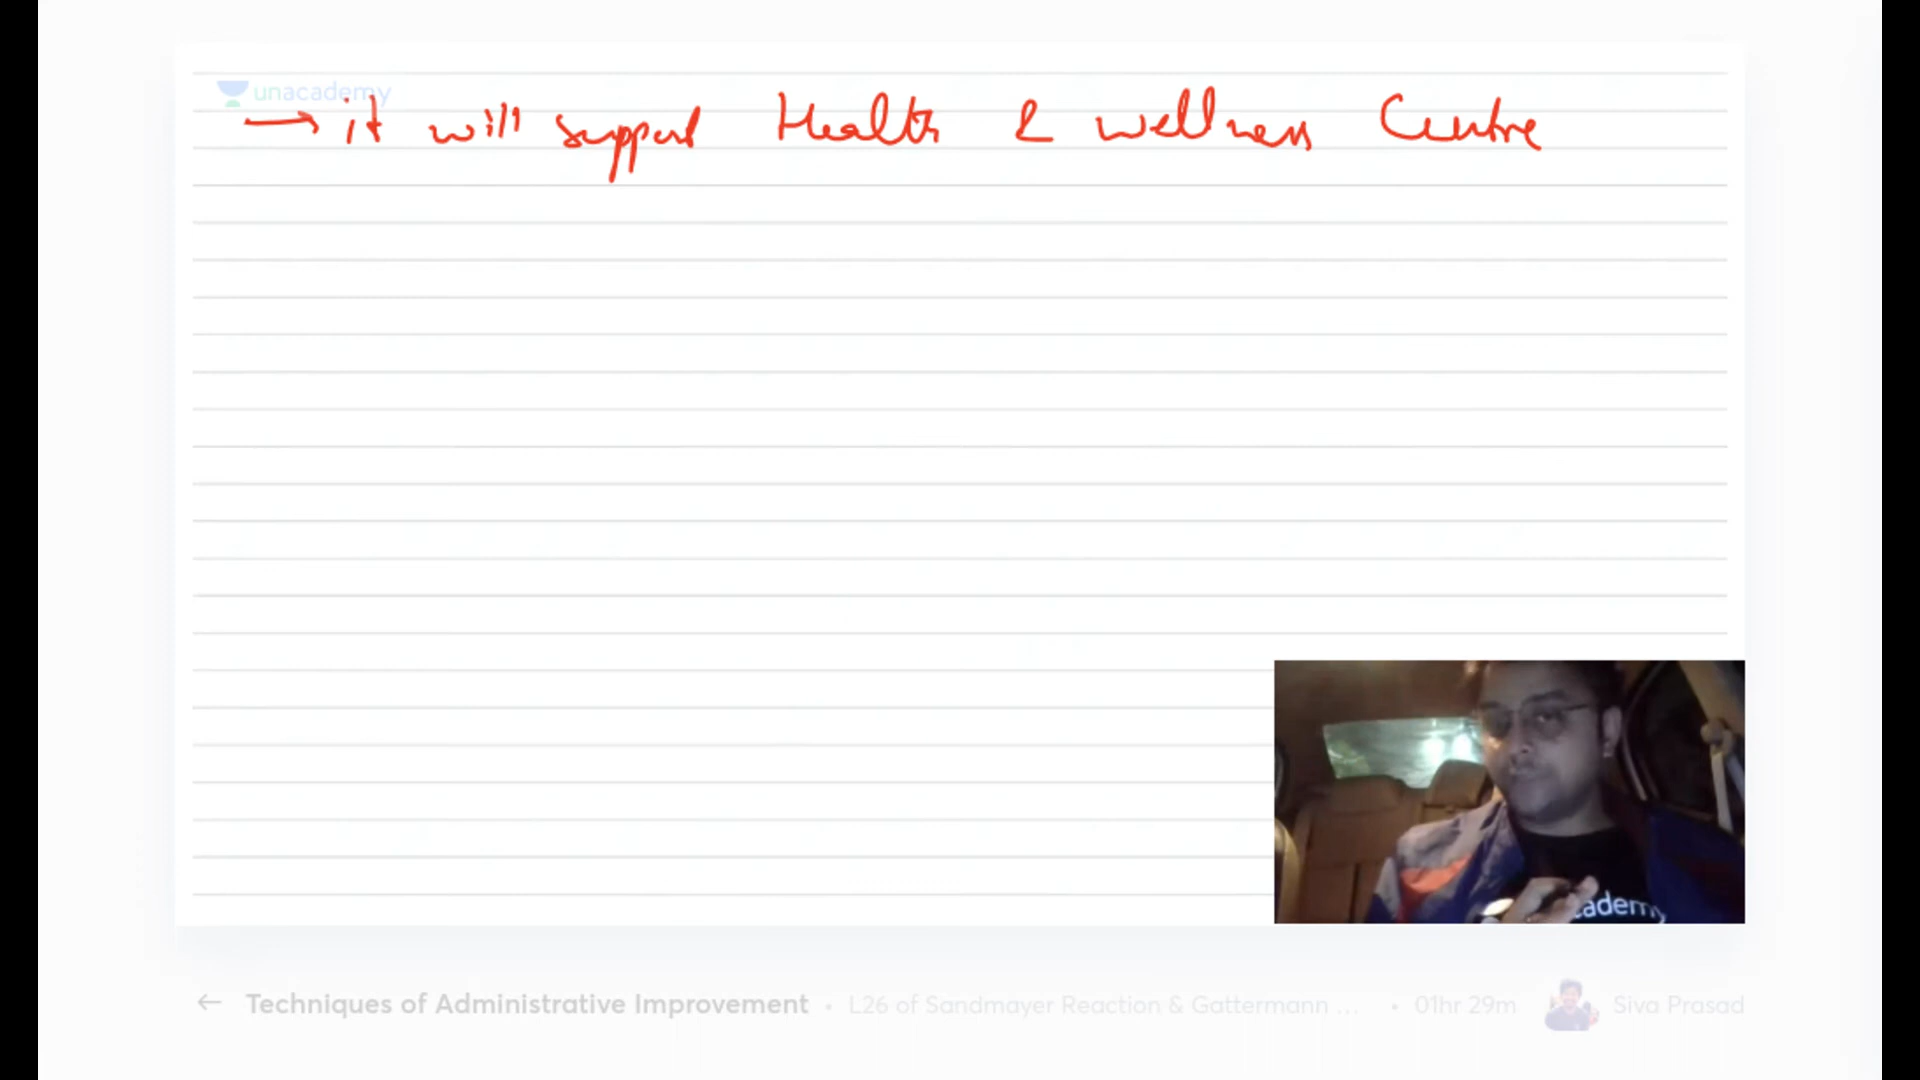 unacademy
→ it will support Health & wellness Centre
cademy
← Techniques of Administrative Improvement • L26 of Sandmayer Reaction & Gattermann ... • 01hr 29m Siva Prasad